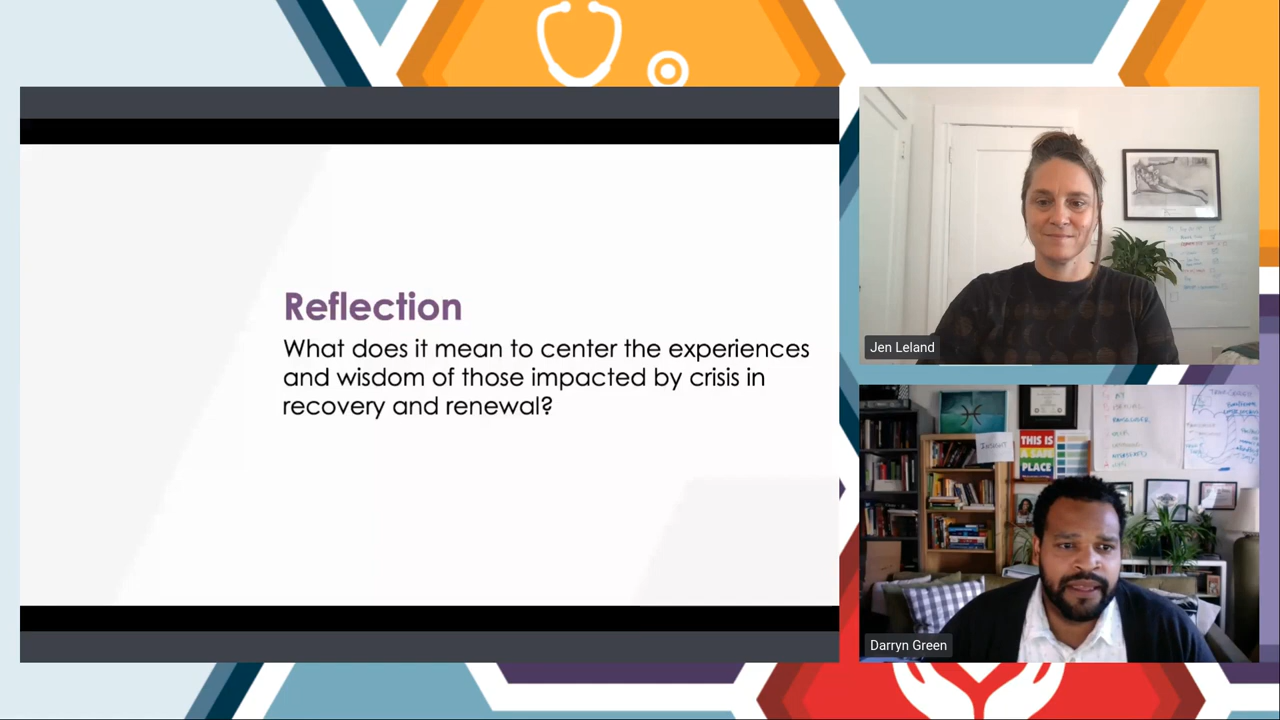 Reflection
What does it mean to center the experiences
and wisdom of those impacted by crisis in
recovery and renewal?
Jen Leland
INSIGHT
THIS IS
A SAFE
PLACE
Darryn Green